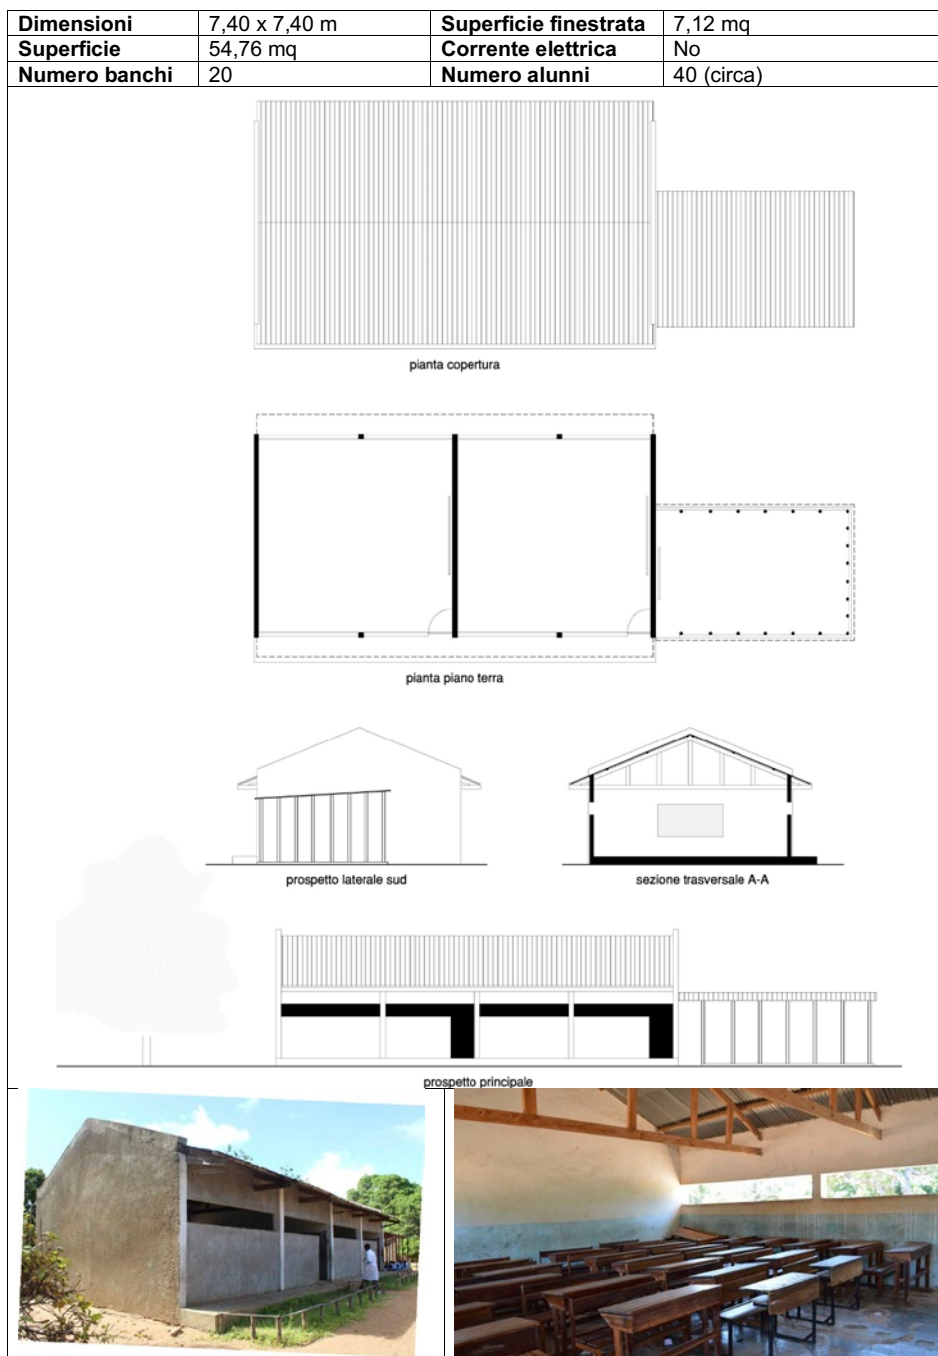 Dimensioni 7,40 x 7,40 m Superficie finestrata 7,12 mq
Superficie 54,76 mq Corrente elettrica No
Numero banchi 20 Numero alunni 40 (circa)
pianta copertura
pianta piano terra
prospetto laterale sud
sezione trasversale A-A
prospetto principale